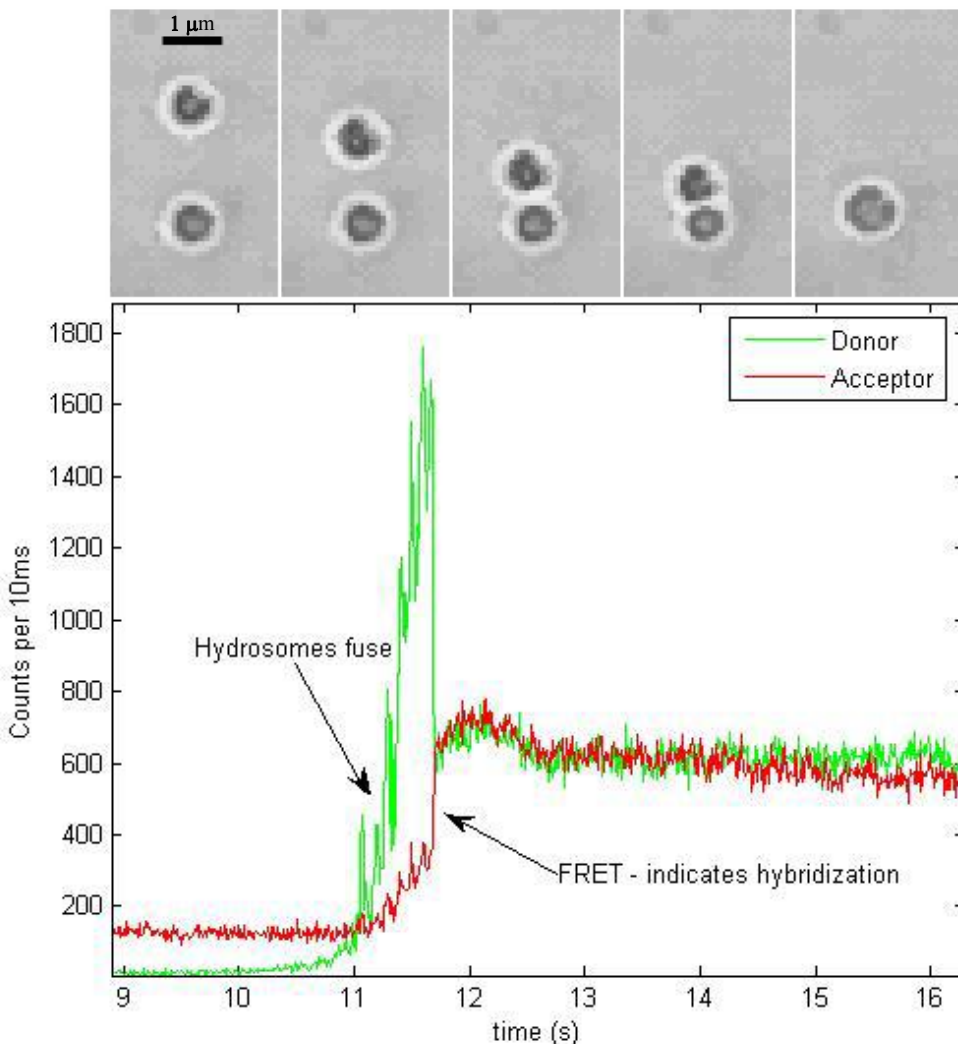 1 μm
1800
1600
1400
1200
1000
800
600
400
200
Counts per 10ms
Donor
Acceptor
Hydrosomes fuse
FRET - indicates hybridization
9 10 11 12 13 14 15 16
time (s)